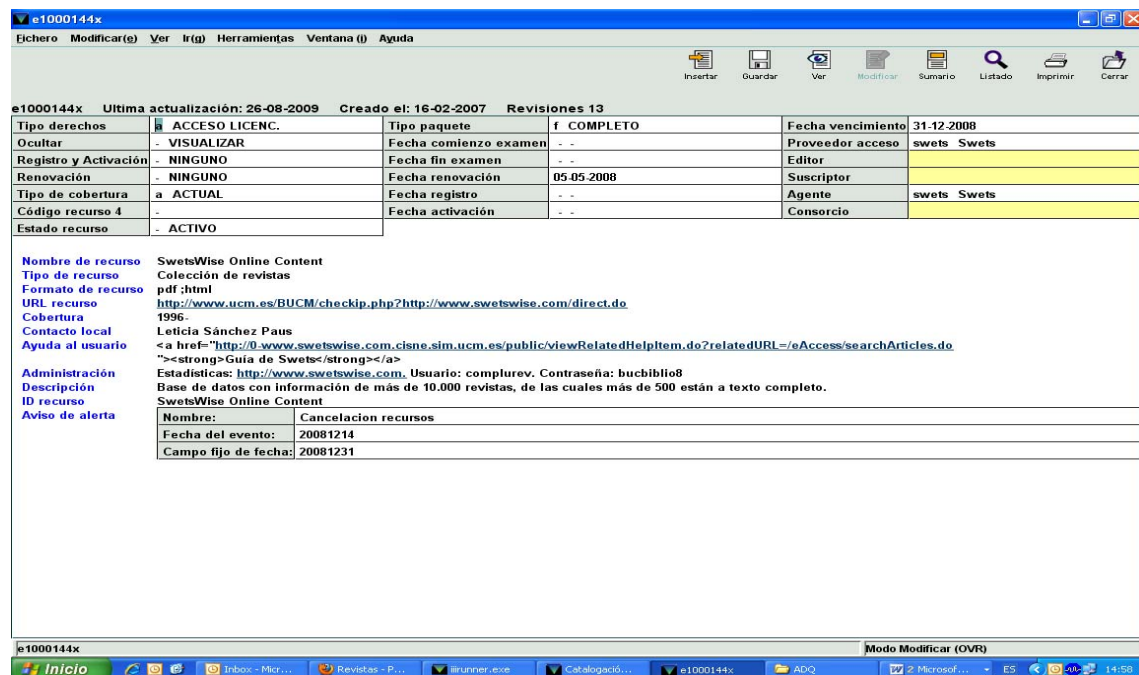 e1000144x
Fichero Modificar(e) Ver Ir(g) Herramientas Ventana (i) Ayuda
Insertar Guardar Ver Modificar Sumario Listado Imprimir Cerrar
e1000144x Ultima actualización: 26-08-2009 Creado el: 16-02-2007 Revisiones 13
Tipo derechos a ACCESO LICENC. Tipo paquete f COMPLETO Fecha vencimiento 31-12-2008
Ocultar - VISUALIZAR Fecha comienzo examen - - Proveedor acceso swets Swets
Registro y Activación - NINGUNO Fecha fin examen - - Editor
Renovación - NINGUNO Fecha renovación 05-05-2008 Suscriptor
Tipo de cobertura a ACTUAL Fecha registro - - Agente swets Swets
Código recurso 4 - Fecha activación - - Consorcio
Estado recurso - ACTIVO
Nombre de recurso SwetsWise Online Content
Tipo de recurso Colección de revistas
Formato de recurso pdf ;html
URL recurso http://www.ucm.es/BUCM/checkip.php?http://www.swetswise.com/direct.do
Cobertura 1996-
Contacto local Leticia Sánchez Paus
Ayuda al usuario <a href="http://0-www.swetswise.com.cisne.sim.ucm.es/public/viewRelatedHelpItem.do?relatedURL=/eAccess/searchArticles.do
"><strong>Guía de Swets</strong></a>
Administración Estadísticas: http://www.swetswise.com. Usuario: complurev. Contraseña: bucbiblio8
Descripción Base de datos con información de más de 10.000 revistas, de las cuales más de 500 están a texto completo.
ID recurso SwetsWise Online Content
Aviso de alerta Nombre: Cancelacion recursos
Fecha del evento: 20081214
Campo fijo de fecha: 20081231
e1000144x Modo Modificar (OVR)
Inicio Inbox - Micr... Revistas - P... iiirunner.exe Catalogació... e1000144x ADQ 2 Microsof... ES 14:58